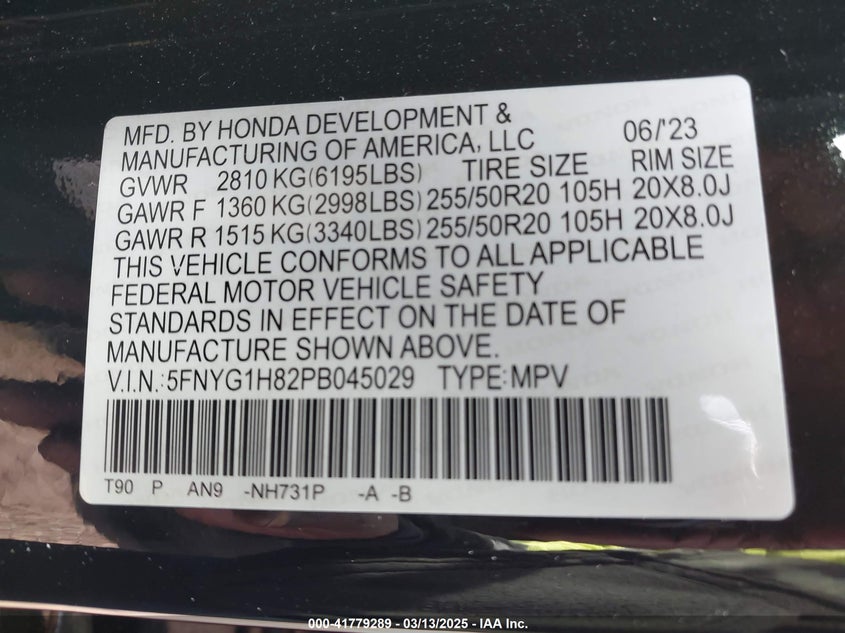 MFD. BY HONDA DEVELOPMENT &
MANUFACTURING OF AMERICA, LLC 06/'23
GVWR 2810 KG(6195LBS) TIRE SIZE RIM SIZE
GAWR F 1360 KG(2998LBS) 255/50R20 105H 20X8.0J
GAWR R 1515 KG(3340LBS) 255/50R20 105H 20X8.0J
THIS VEHICLE CONFORMS TO ALL APPLICABLE
FEDERAL MOTOR VEHICLE SAFETY
STANDARDS IN EFFECT ON THE DATE OF
MANUFACTURE SHOWN ABOVE.
V.I.N.:5FNYG1H82PB045029 TYPE:MPV
T90 P AN9 -NH731P -A -B
000-41779289 - 03/13/2025 - IAA Inc.